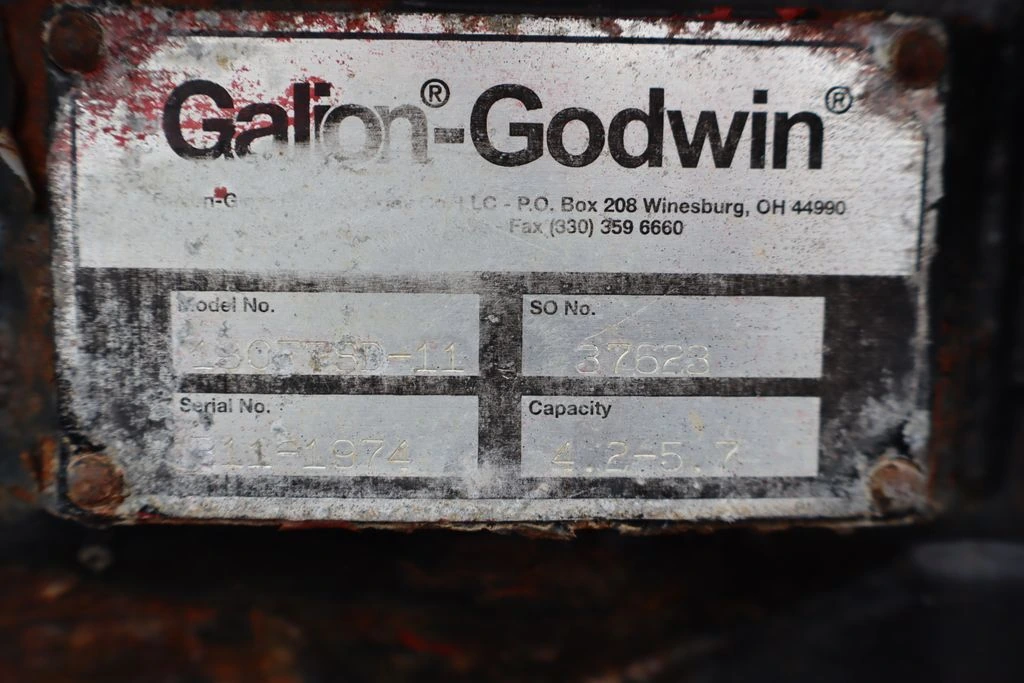 Galion®-Godwin®
LLC - P.O. Box 208 Winesburg, OH 44990
Fax (330) 359 6660
Model No.
SO No.
37623
Serial No.
Capacity
4.2-5.7